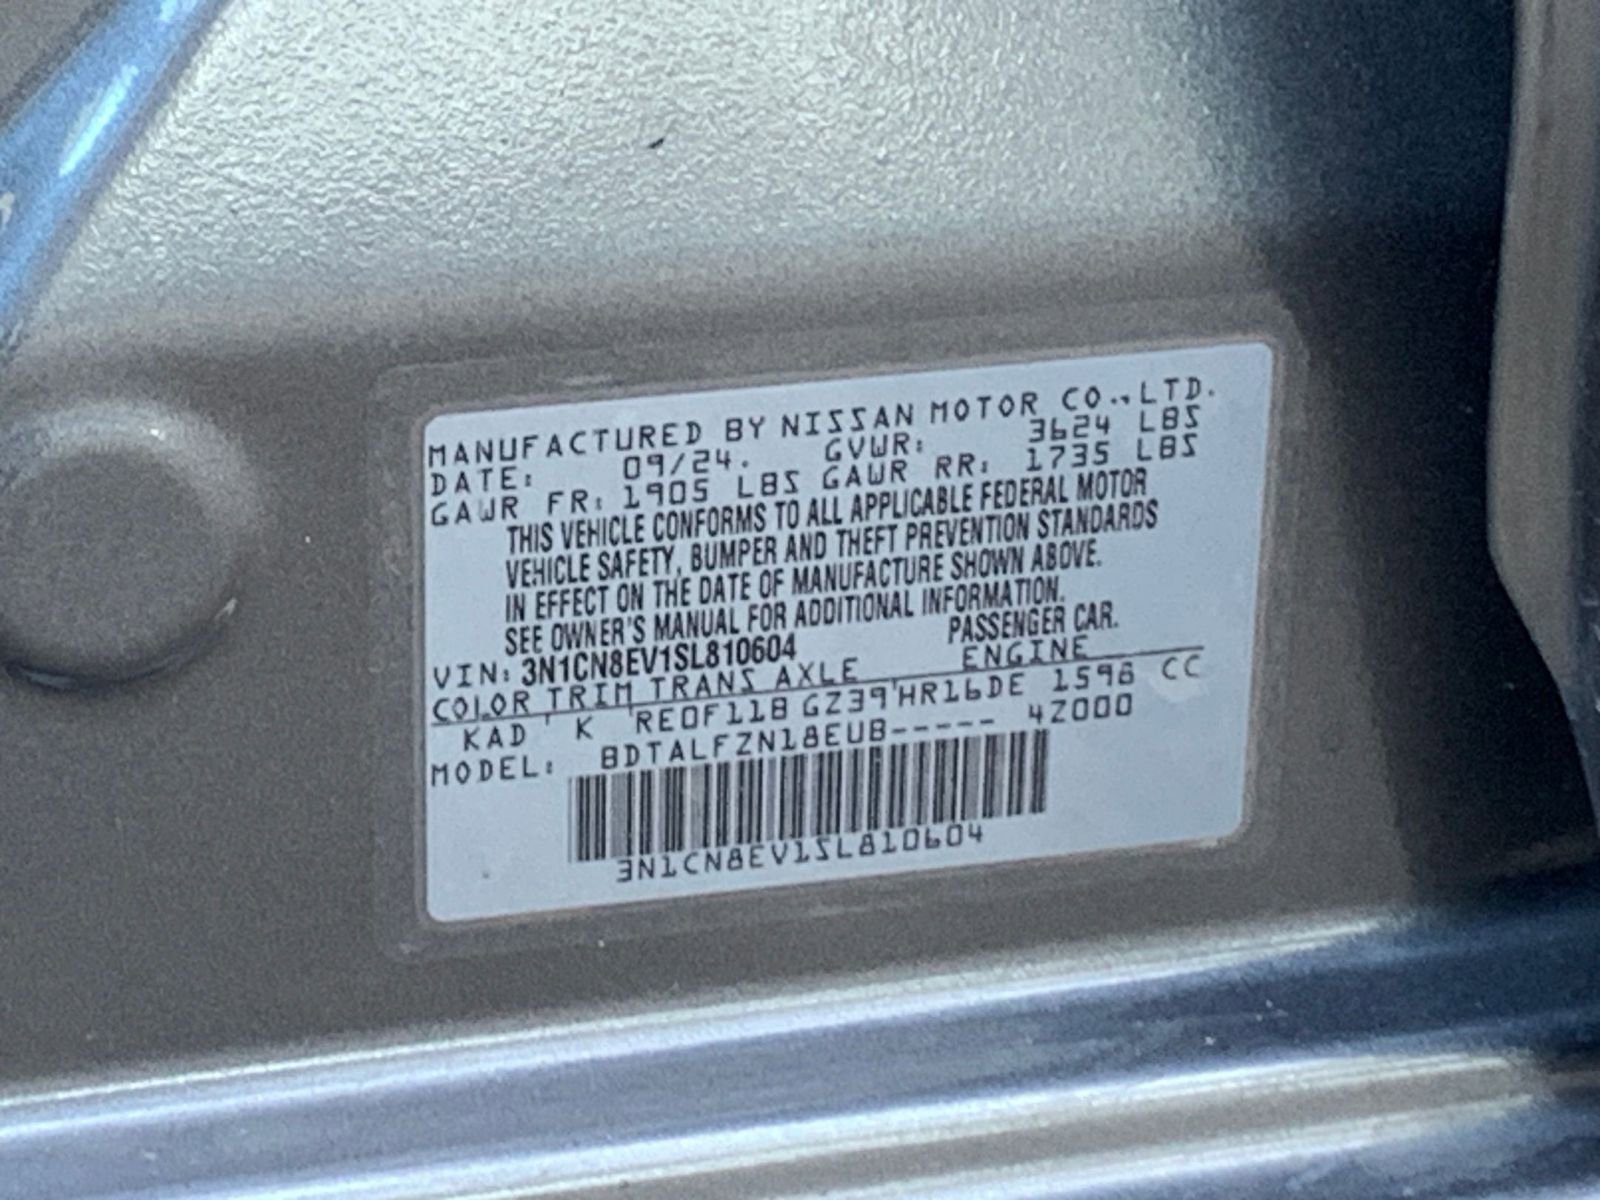 MANUFACTURED BY NISSAN MOTOR CO.,LTD.
DATE: 09/24. GVWR: 3624 LBS
GAWR FR: 1905 LBS GAWR RR: 1735 LBS
THIS VEHICLE CONFORMS TO ALL APPLICABLE FEDERAL MOTOR
VEHICLE SAFETY, BUMPER AND THEFT PREVENTION STANDARDS
IN EFFECT ON THE DATE OF MANUFACTURE SHOWN ABOVE.
SEE OWNER'S MANUAL FOR ADDITIONAL INFORMATION.
VIN: 3N1CN8EV1SL810604 PASSENGER CAR.
COLOR TRIM TRANS AXLE ENGINE
KAD K RE0F11B GZ39 HR16DE 1598 CC
MODEL: BDTALFZN18EUB----- 42000
3N1CN8EV1SL810604